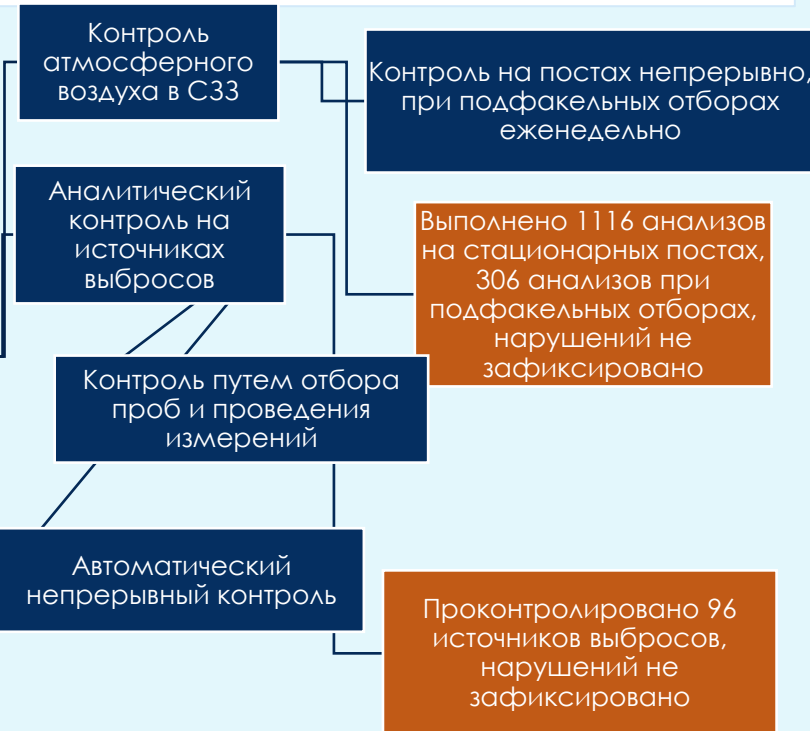 Контроль
атмосферного
воздуха в СЗЗ
Контроль на постах непрерывно,
при подфакельных отборах
еженедельно
Аналитический
контроль на
источниках
выбросов
Выполнено 1116 анализов
на стационарных постах,
306 анализов при
подфакельных отборах,
нарушений не
зафиксировано
Контроль путем отбора
проб и проведения
измерений
Автоматический
непрерывный контроль
Проконтролировано 96
источников выбросов,
нарушений не
зафиксировано